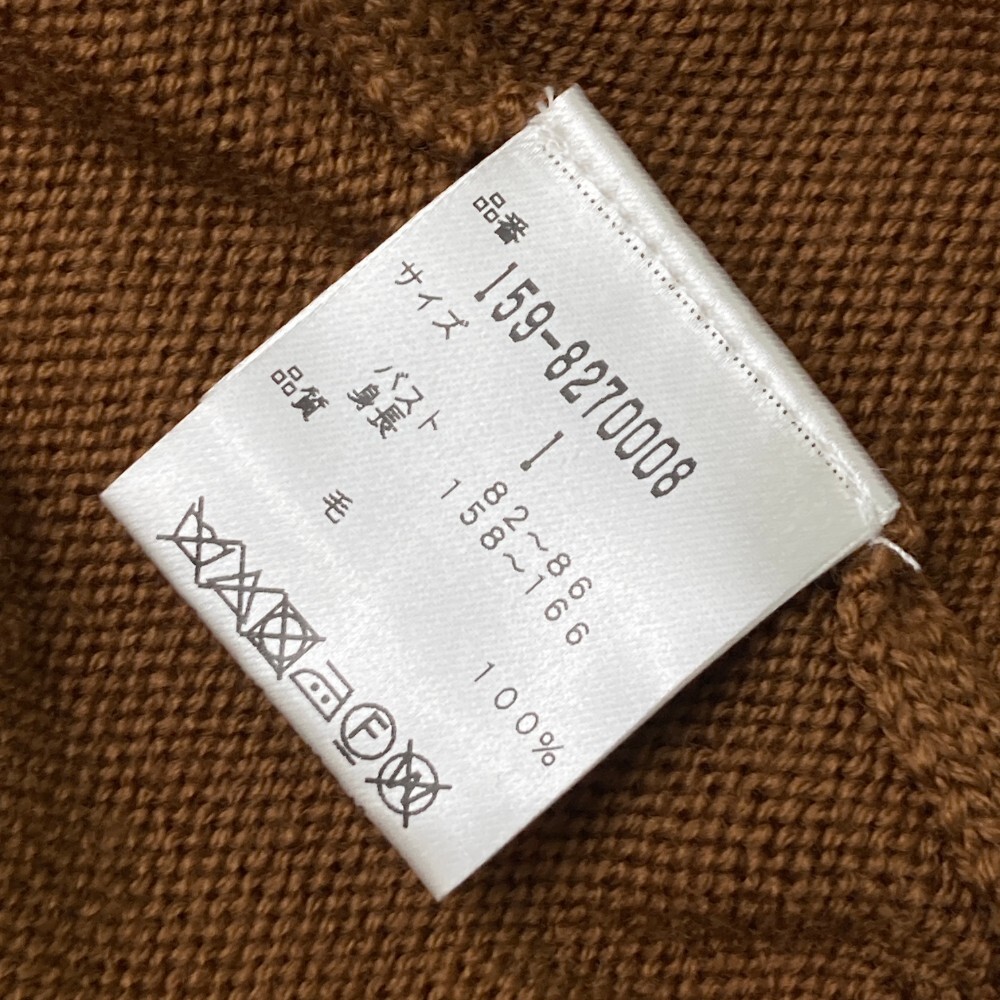 品番 159-8270008
サイズ 1
バスト 82~86
身長 158~166
品質
毛 100%
F W